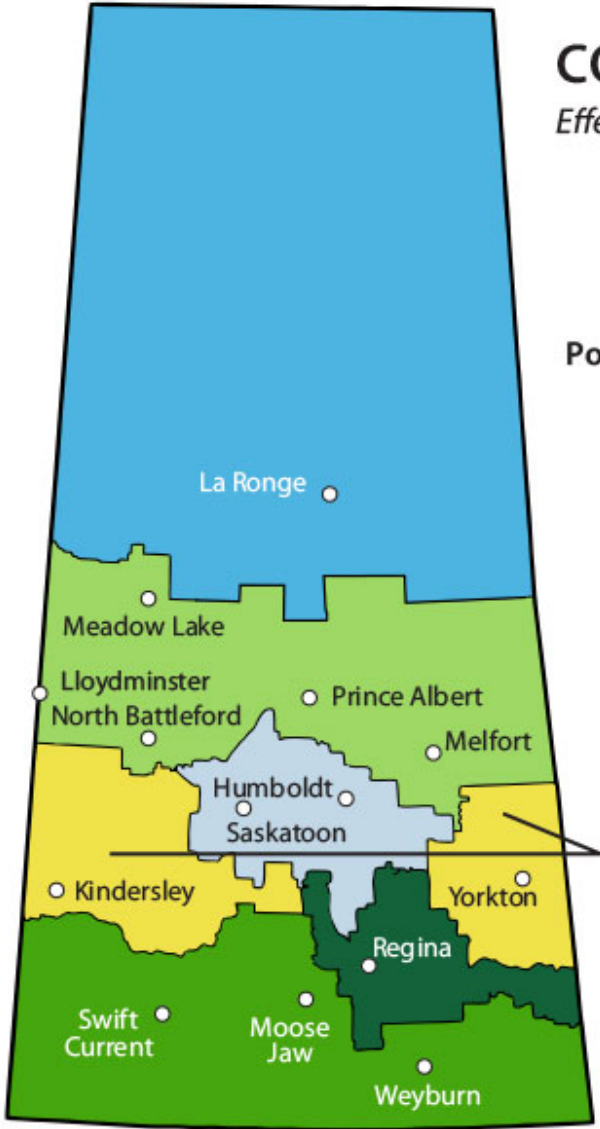 CO
Effe
Po
La Ronge
Meadow Lake
Lloydminster
North Battleford
Prince Albert
Melfort
Humboldt
Saskatoon
Kindersley
Yorkton
Regina
Swift
Current
Moose
Jaw
Weyburn